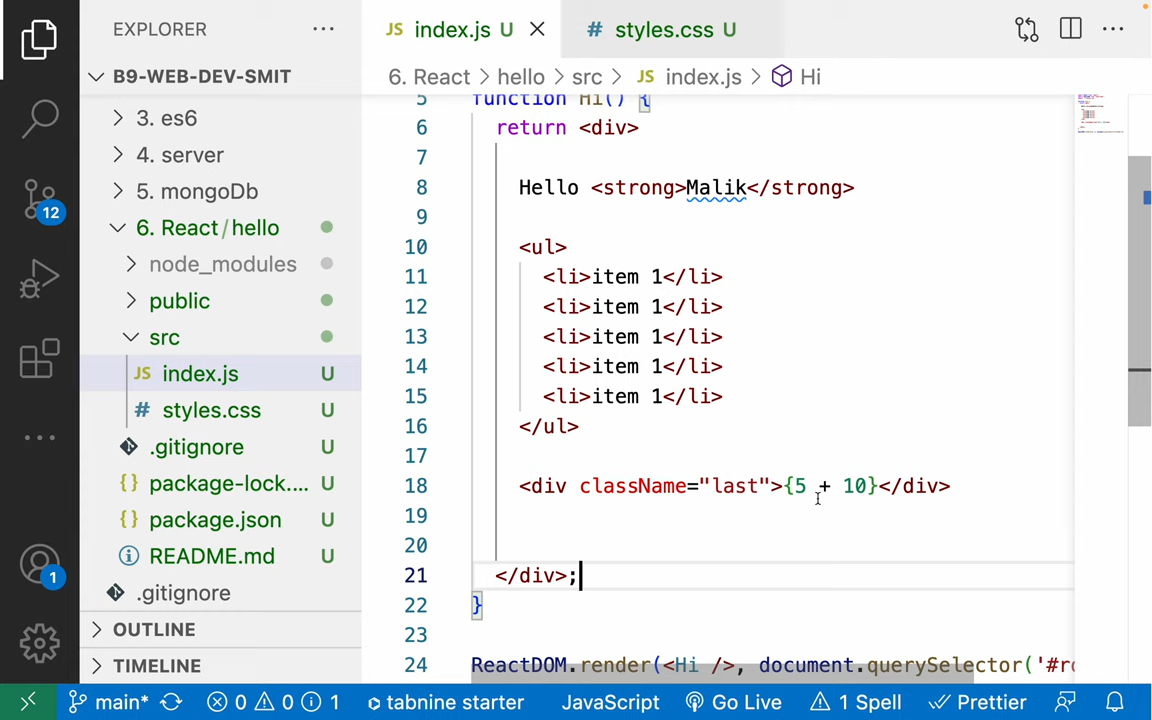 EXPLORER
B9-WEB-DEV-SMIT
3. es6
4. server
5. mongoDb
6. React / hello
node_modules
public
src
JS index.js U
# styles.css U
.gitignore U
{} package-lock.... U
{} package.json U
README.md U
.gitignore
OUTLINE
TIMELINE
12
1
JS index.js U
# styles.css U
6. React > hello > src > JS index.js > Hi
5 function Hi() {
6 return <div>
7
8 Hello <strong>Malik</strong>
9
10 <ul>
11 <li>item 1</li>
12 <li>item 1</li>
13 <li>item 1</li>
14 <li>item 1</li>
15 <li>item 1</li>
16 </ul>
17
18 <div className="last">{5 + 10}</div>
19
20
21 </div>;
22 }
23
24 ReactDOM.render(<Hi />, document.querySelector('#ro
main* 0 0 1 tabnine starter JavaScript Go Live 1 Spell Prettier